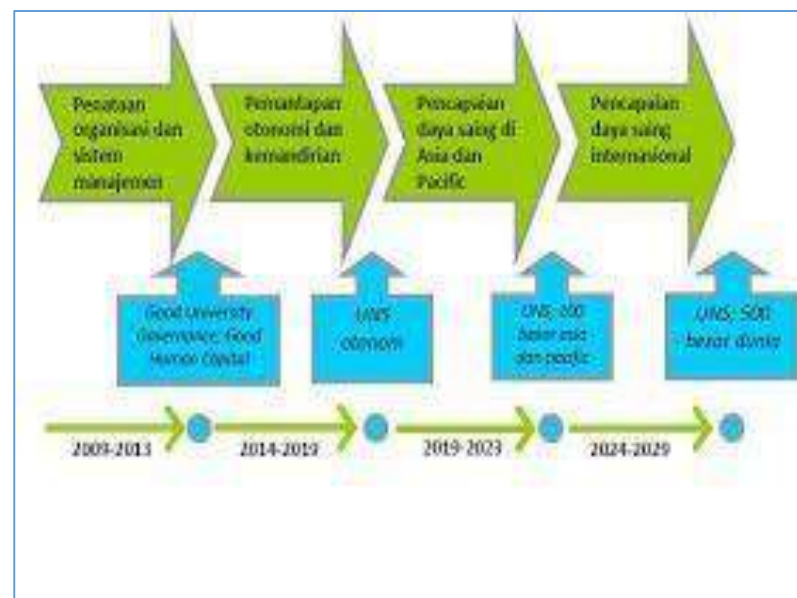 Penataan
organisasi dan
sistem
manajemen
Pemantapan
otonomi dan
kemandirian
Pencapaian
daya saing di
Asia dan
Pacific
Pencapaian
daya saing
internasional
Good University
Governance; Good
Human Capital
UNS
otonom
UNS;
besar asia
dan pacific
UNS; 500
besar dunia
2009-2013
2014-2019
2019-2023
2024-2029